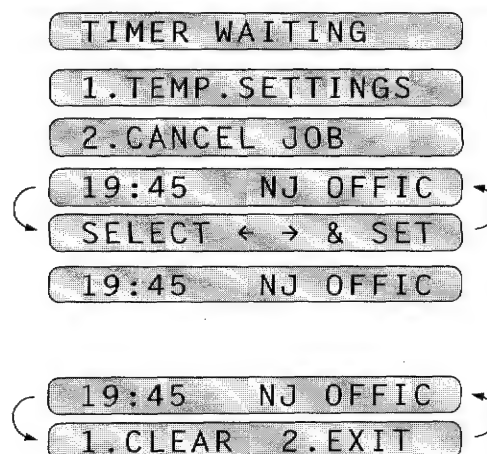 TIMER WAITING
1.TEMP.SETTINGS
2.CANCEL JOB
19:45 NJ OFFIC
SELECT ← → & SET
19:45 NJ OFFIC
19:45 NJ OFFIC
1.CLEAR 2.EXIT